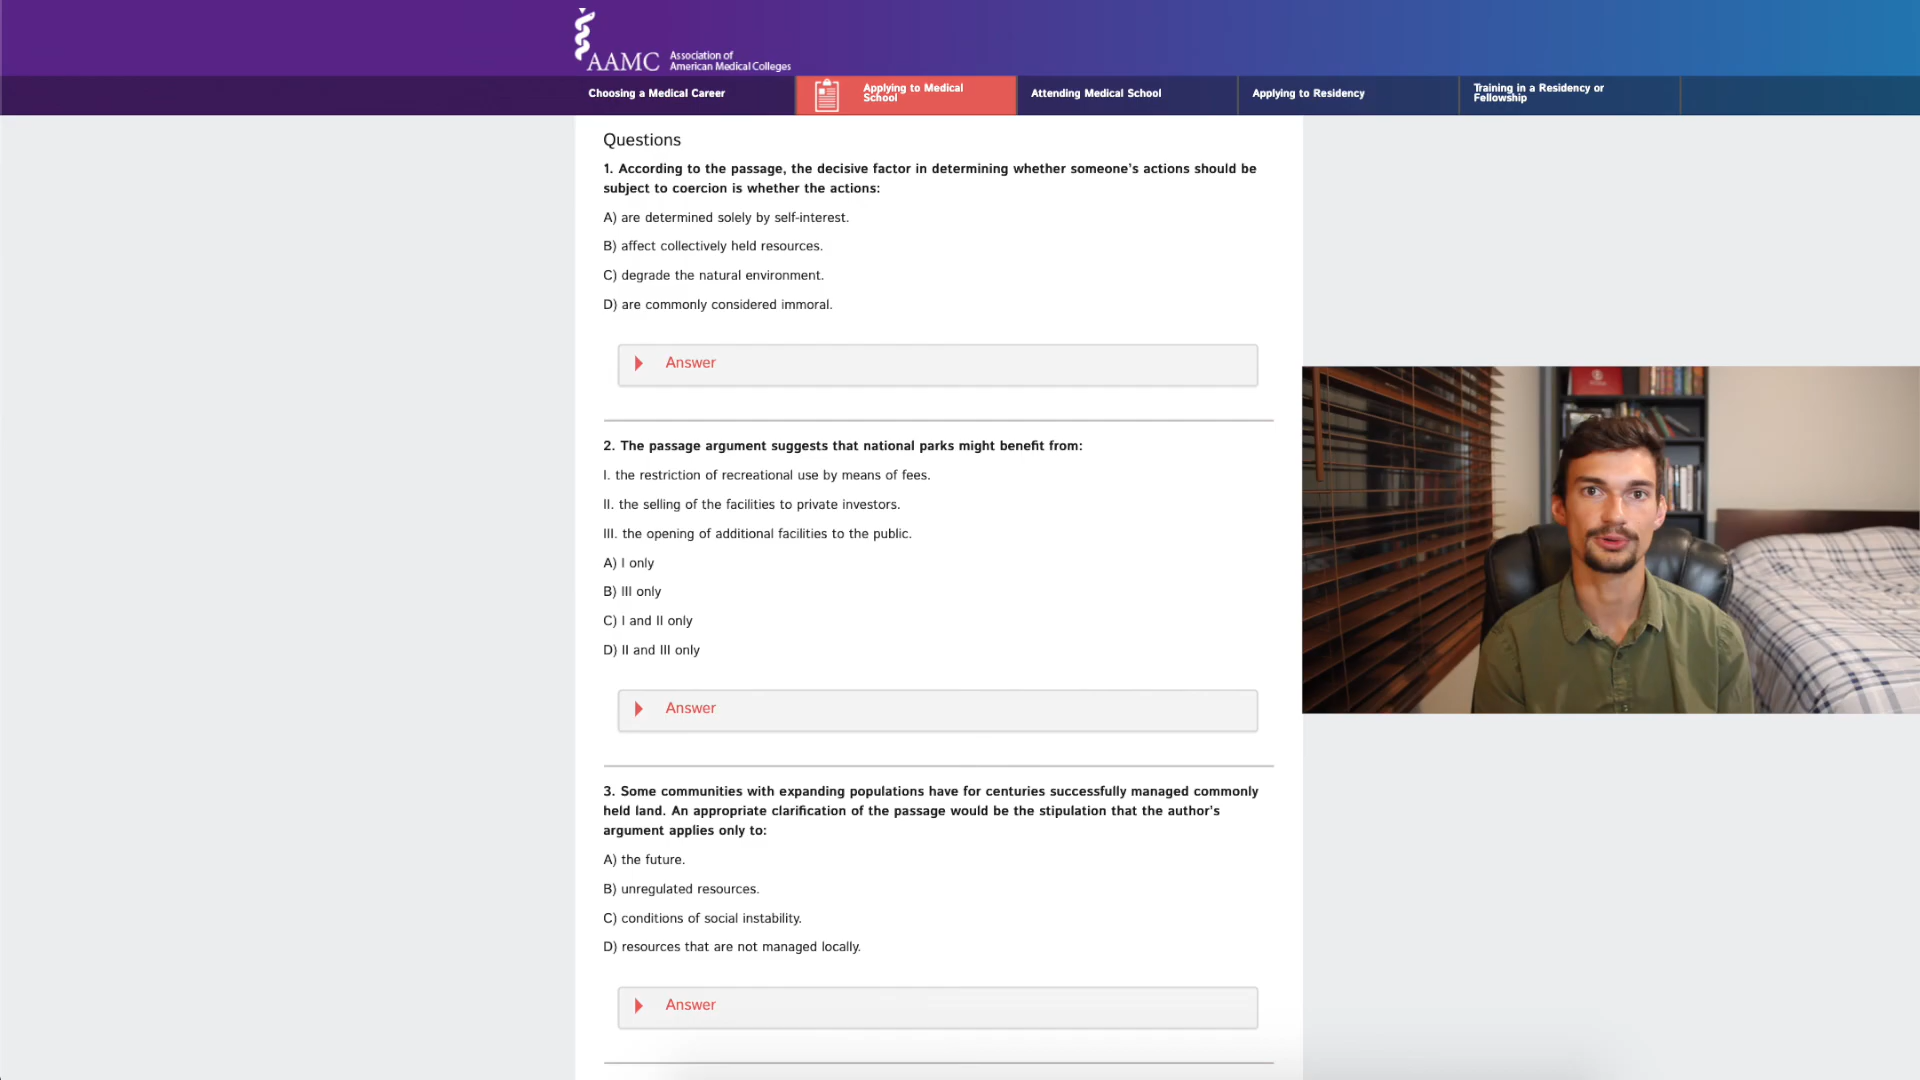 AAMC
Association of
American Medical Colleges
Choosing a Medical Career
Applying to Medical
School
Attending Medical School
Applying to Residency
Training in a Residency or
Fellowship
Questions
1. According to the passage, the decisive factor in determining whether someone's actions should be
subject to coercion is whether the actions:
A) are determined solely by self-interest.
B) affect collectively held resources.
C) degrade the natural environment.
D) are commonly considered immoral.
Answer
2. The passage argument suggests that national parks might benefit from:
I. the restriction of recreational use by means of fees.
II. the selling of the facilities to private investors.
III. the opening of additional facilities to the public.
A) I only
B) III only
C) I and II only
D) II and III only
Answer
3. Some communities with expanding populations have for centuries successfully managed commonly
held land. An appropriate clarification of the passage would be the stipulation that the author's
argument applies only to:
A) the future.
B) unregulated resources.
C) conditions of social instability.
D) resources that are not managed locally.
Answer